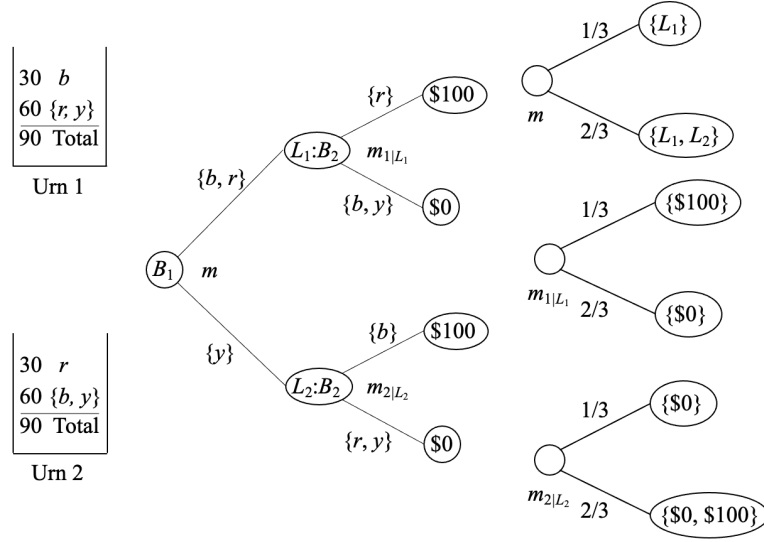 30 b
60 {r, y}
90 Total
Urn 1
30 r
60 {b, y}
90 Total
Urn 2
B₁
m
{b, r}
{y}
L₁:B₂
m₁|L₁
{r}
$100
{b, y}
$0
L₂:B₂
m₂|L₂
{b}
$100
{r, y}
$0
m
1/3
{L₁}
2/3
{L₁, L₂}
m₁|L₁
1/3
{$100}
2/3
{$0}
m₂|L₂
1/3
{$0}
2/3
{$0, $100}